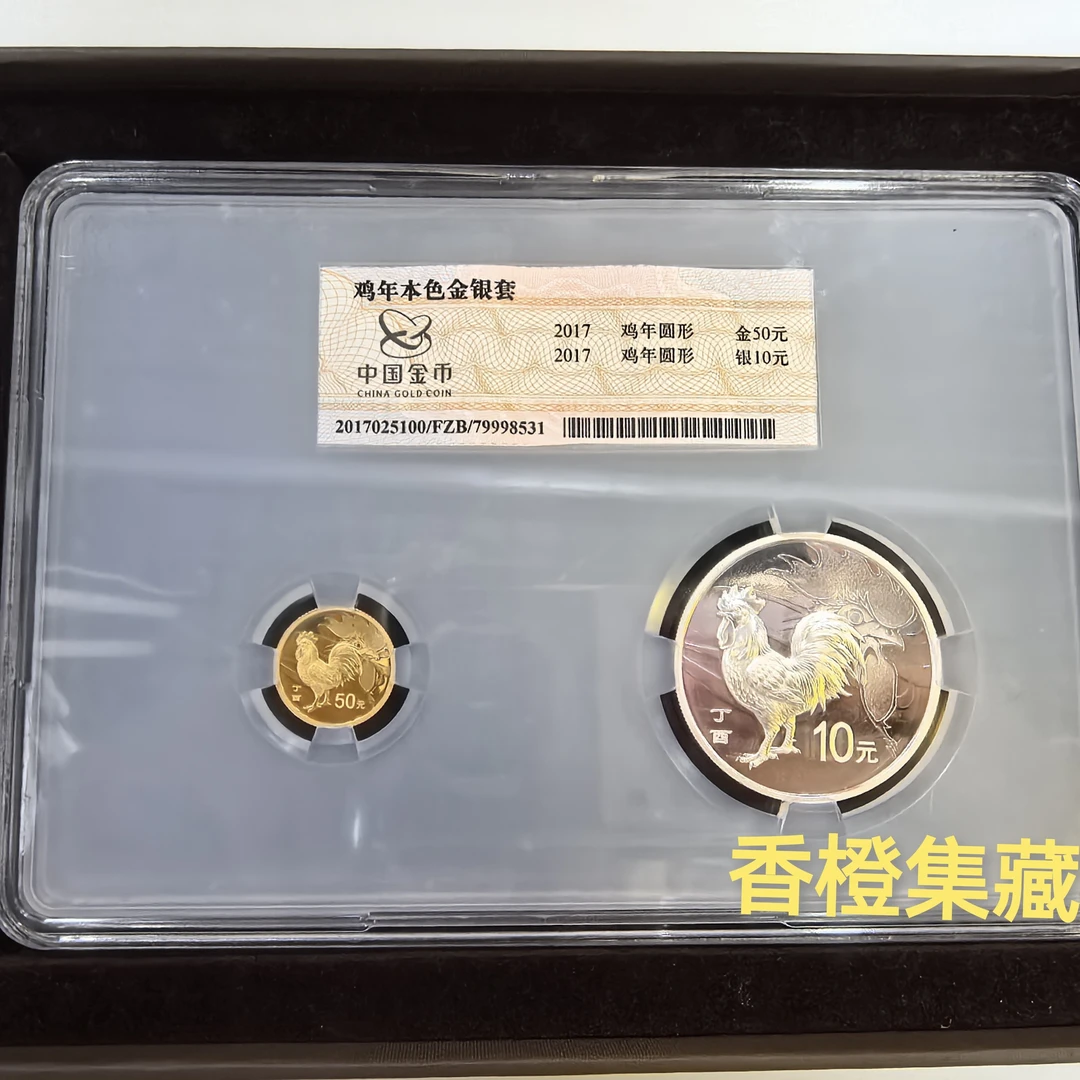 鸡年本色金银套
中国金币
CHINA GOLD COIN
2017 鸡年圆形 金50元
2017 鸡年圆形 银10元
2017025100/FZB/79998531
丁酉
50元
丁酉
10元
香橙集藏